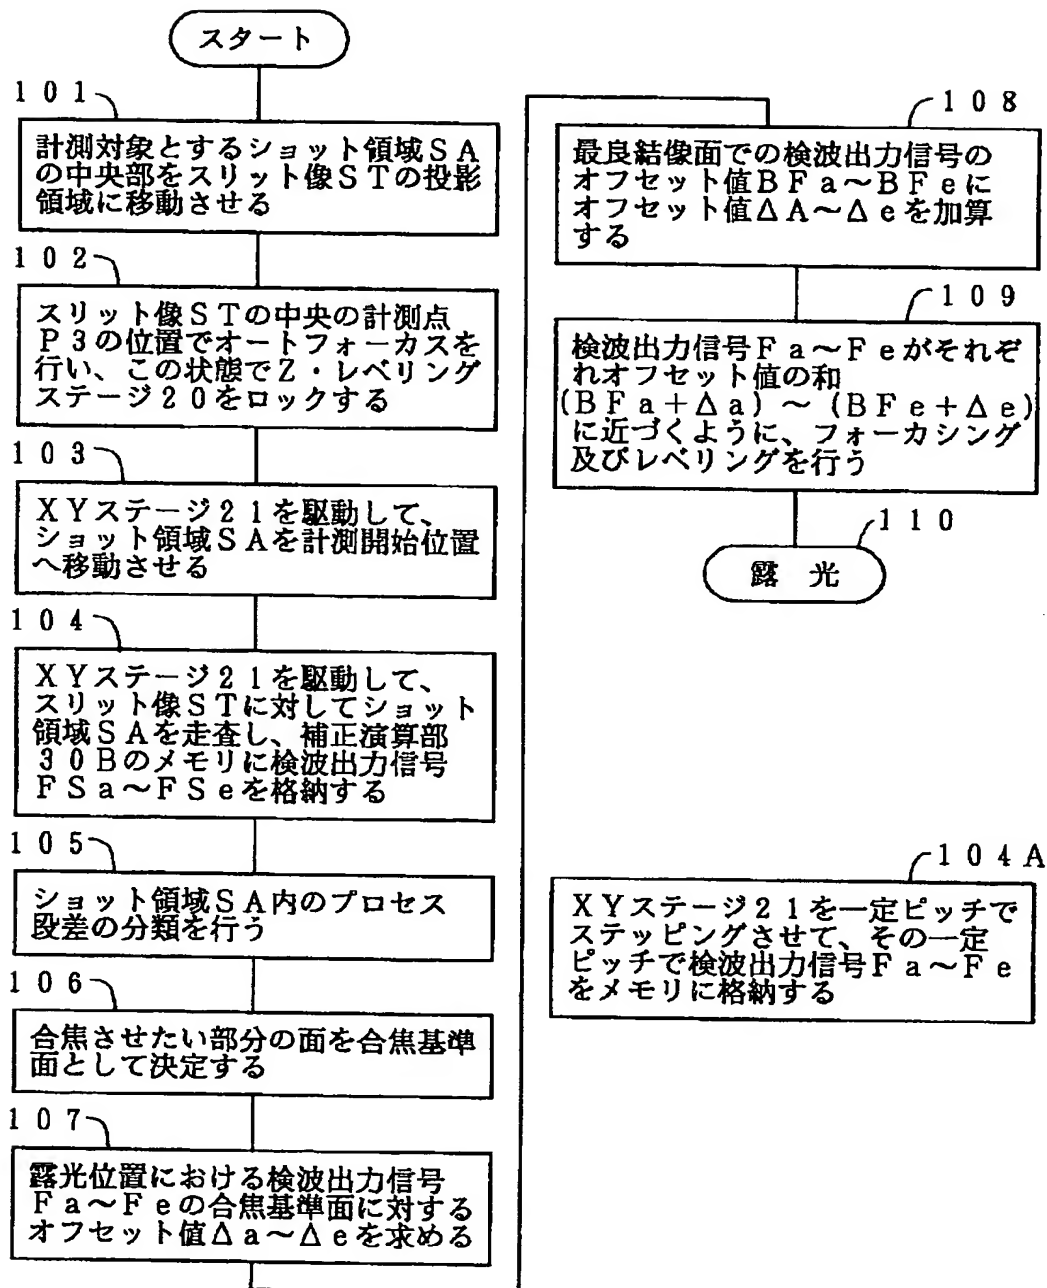 スタート
101
計測対象とするショット領域SA
の中央部をスリット像STの投影
領域に移動させる
102
スリット像STの中央の計測点
P3の位置でオートフォーカスを
行い、この状態でZ・レベリング
ステージ20をロックする
103
XYステージ21を駆動して、
ショット領域SAを計測開始位置
へ移動させる
104
XYステージ21を駆動して、
スリット像STに対してショット
領域SAを走査し、補正演算部
30Bのメモリに検波出力信号
FSa~FSeを格納する
105
ショット領域SA内のプロセス
段差の分類を行う
106
合焦させたい部分の面を合焦基準
面として決定する
107
露光位置における検波出力信号
Fa~Feの合焦基準面に対する
オフセット値Δa~Δeを求める
108
最良結像面での検波出力信号の
オフセット値BFa~BFeに
オフセット値ΔA~Δeを加算
する
109
検波出力信号Fa~Feがそれぞ
れオフセット値の和
(BFa+Δa)~(BFe+Δe)
に近づくように、フォーカシング
及びレベリングを行う
110
露 光
104A
XYステージ21を一定ピッチで
ステッピングさせて、その一定
ピッチで検波出力信号Fa~Fe
をメモリに格納する